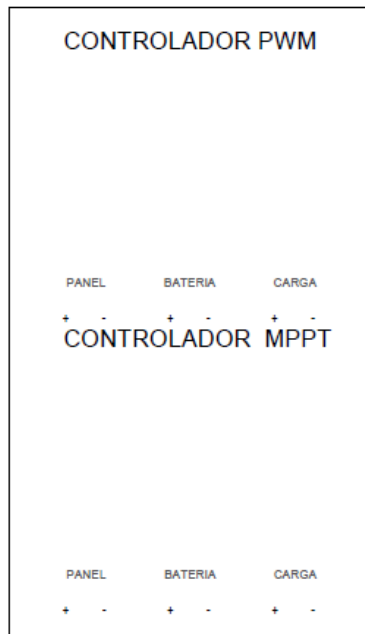 CONTROLADOR PWM
PANEL BATERIA CARGA
+ - + - + -
CONTROLADOR MPPT
PANEL BATERIA CARGA
+ - + - + -